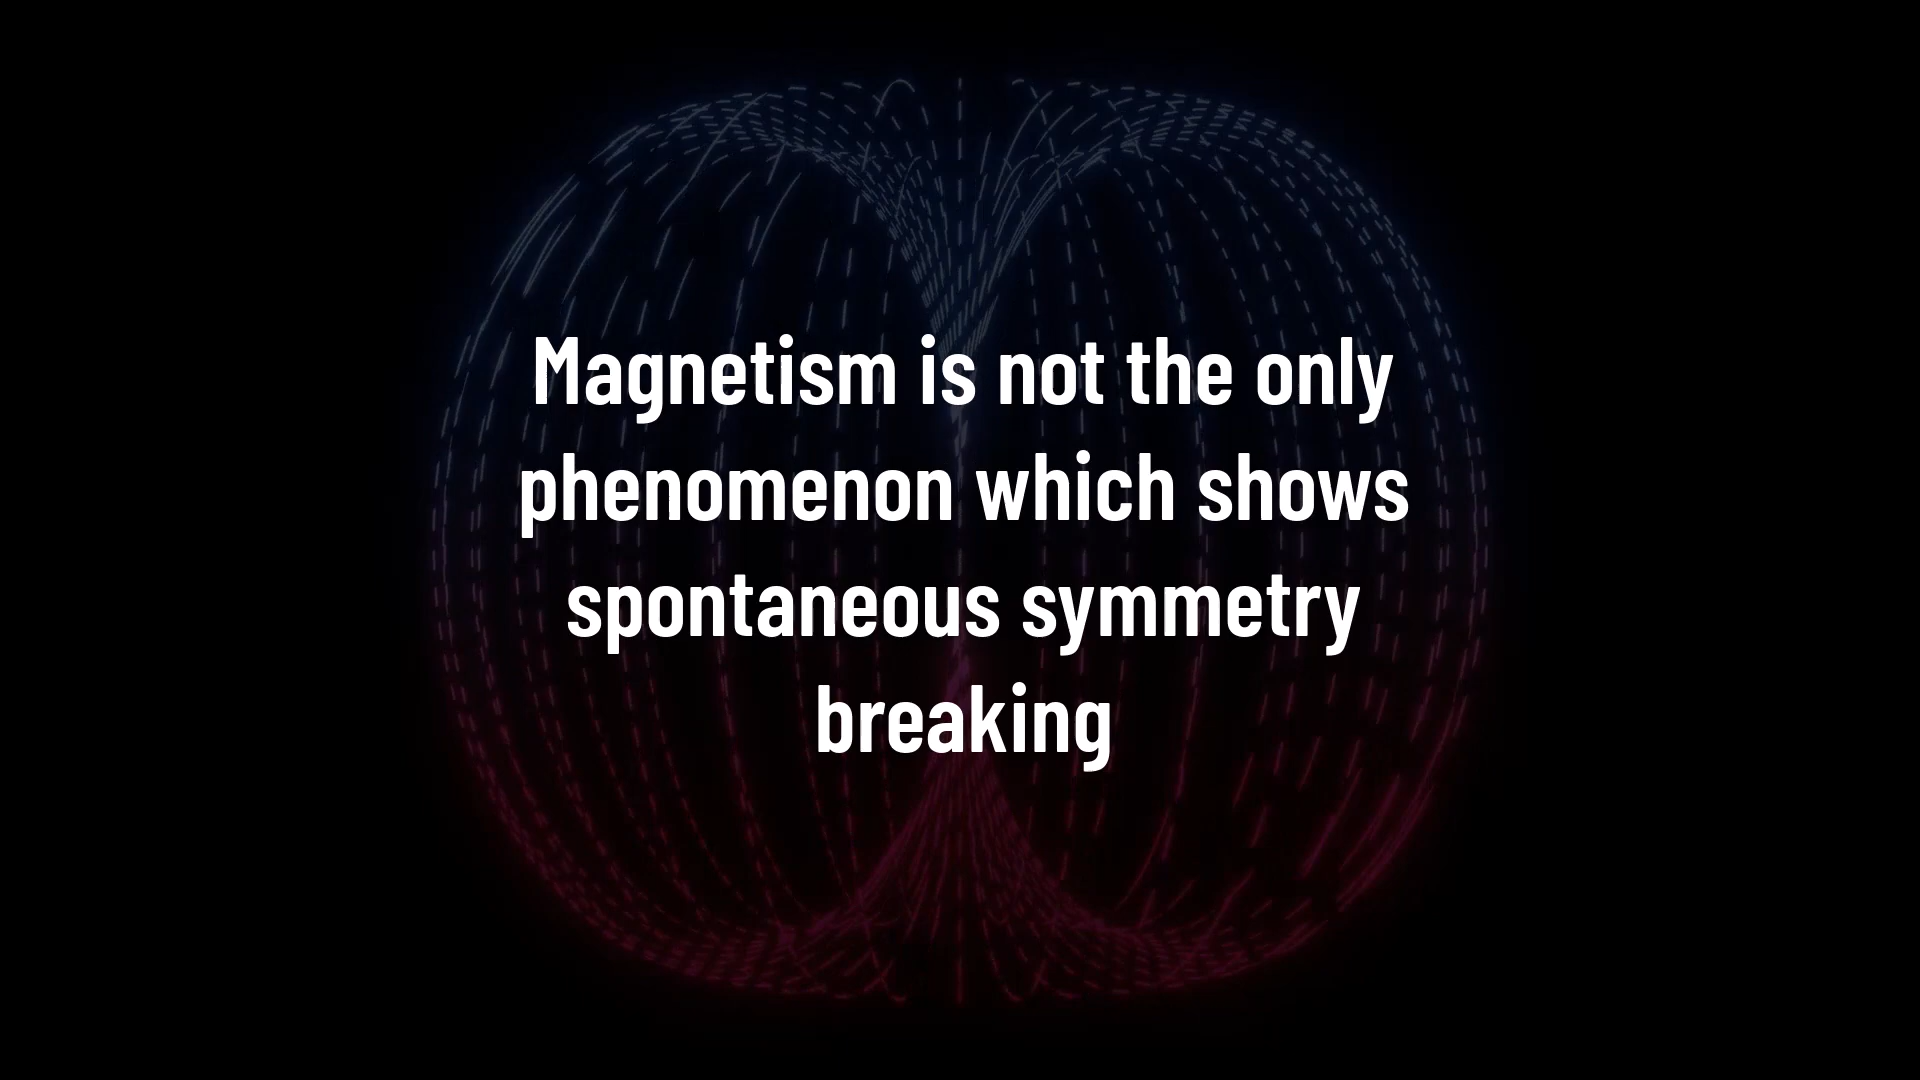 Magnetism is not the only
phenomenon which shows
spontaneous symmetry
breaking